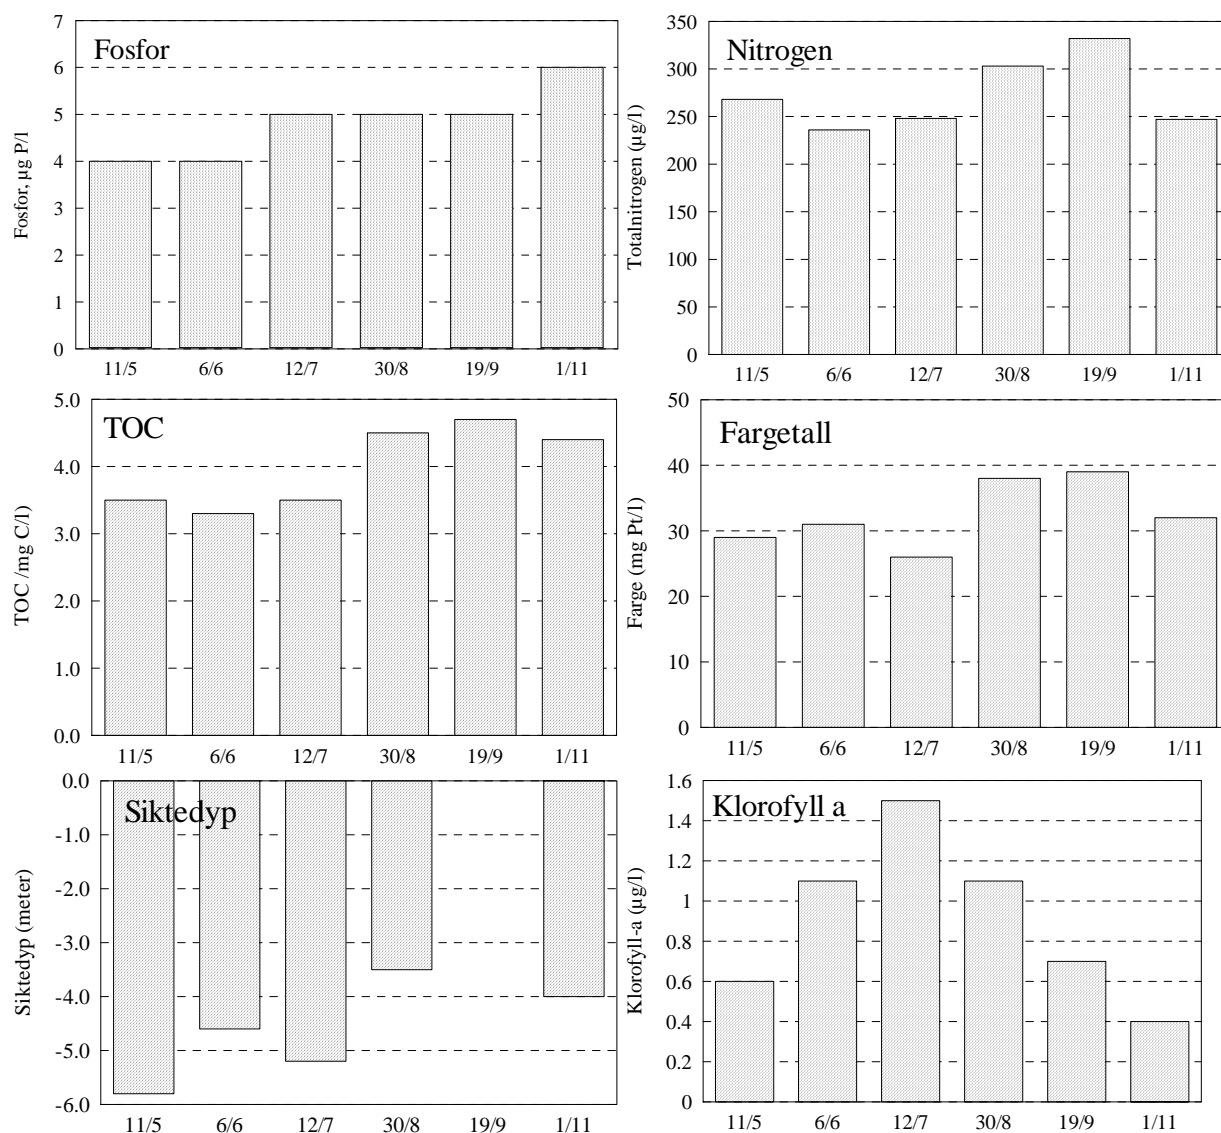 Fosfor
Fosfor, µg P/l
7
6
5
4
3
2
1
0
11/5 6/6 12/7 30/8 19/9 1/11
Nitrogen
Totalnitrogen (µg/l)
350
300
250
200
150
100
50
0
11/5 6/6 12/7 30/8 19/9 1/11
TOC
TOC /mg C/l)
5.0
4.0
3.0
2.0
1.0
0.0
11/5 6/6 12/7 30/8 19/9 1/11
Fargetall
Farge (mg Pt/l)
50
40
30
20
10
0
11/5 6/6 12/7 30/8 19/9 1/11
Siktedyp
Siktedyp (meter)
0.0
-1.0
-2.0
-3.0
-4.0
-5.0
-6.0
11/5 6/6 12/7 30/8 19/9 1/11
Klorofyll a
Klorofyll-a (µg/l)
1.6
1.4
1.2
1
0.8
0.6
0.4
0.2
0
11/5 6/6 12/7 30/8 19/9 1/11